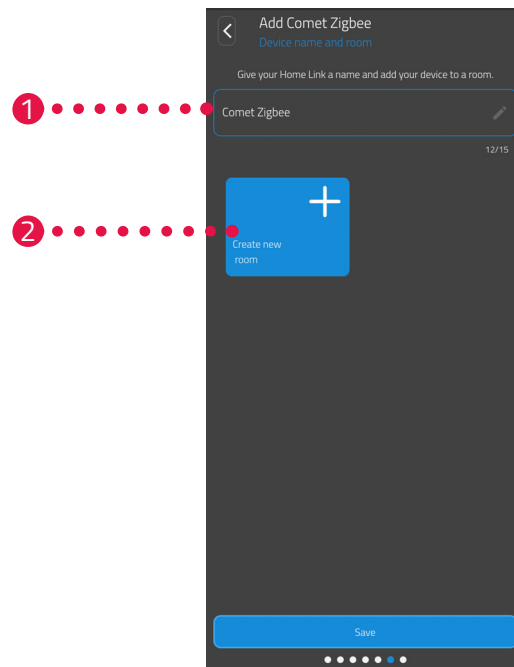 Add Comet Zigbee
Device name and room
Give your Home Link a name and add your device to a room.
1
Comet Zigbee
12/15
2
Create new
room
Save